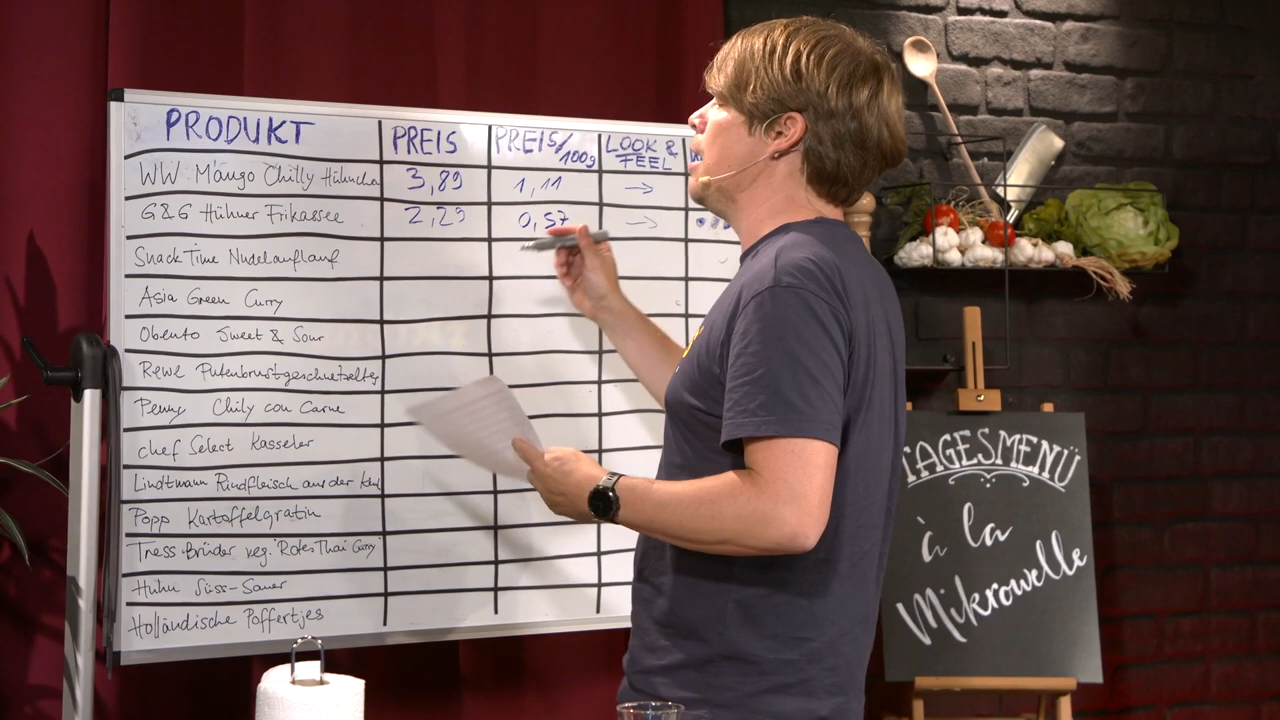 PRODUKT PREIS PREIS/100g LOOK & FEEL
WW Mango Chilly Hühnchen 3,89 1,11 →
G&G Hühner Frikassee 2,29 0,57 →
Snack Time Nudelauflauf
Asia Green Curry
Obento Sweet & Sour
Rewe Putenbrustgeschnetzeltes
Penny Chily con Carne
chef Select Kasseler
Lindtmann Rindfleisch aus der
Popp Kartoffelgratin
Tress Brüder veg. "Rotes Thai Curry"
Huhn Süss-Sauer
Holländische Poffertjes
TAGESMENÜ
à la
Mikrowelle